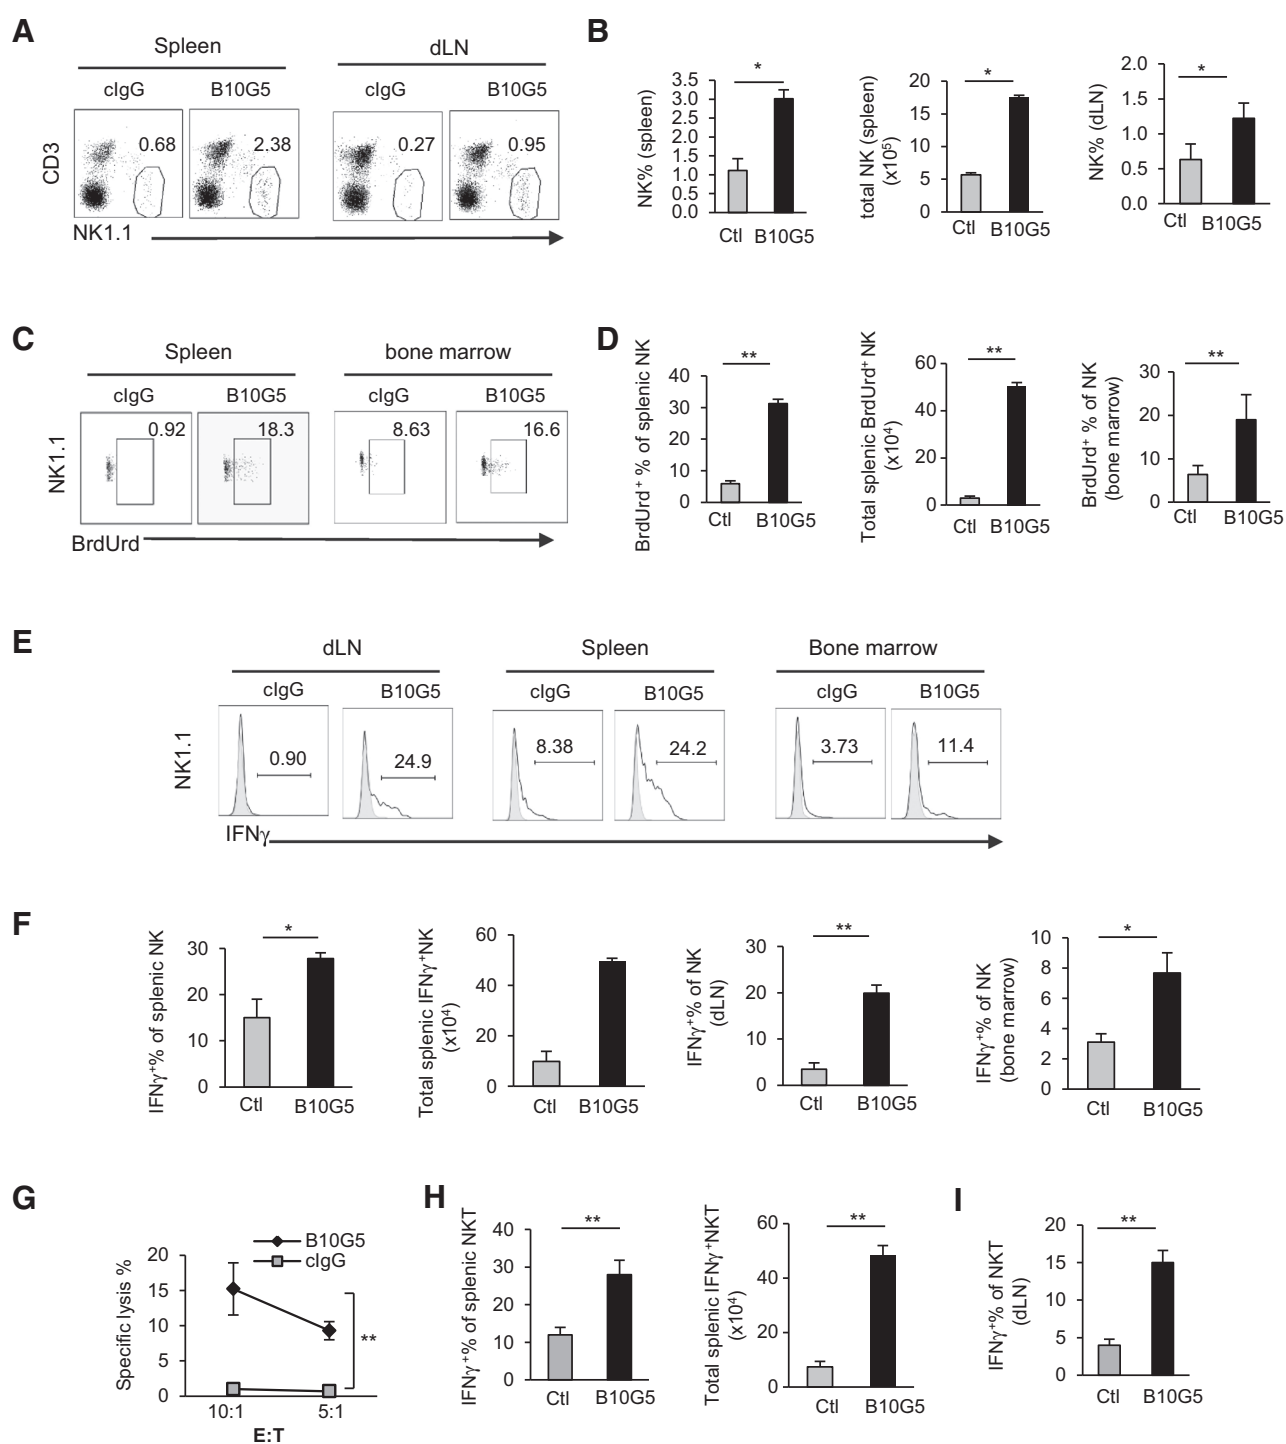 A
Spleen
dLN
cIgG
B10G5
cIgG
B10G5
CD3
0.68
2.38
0.27
0.95
NK1.1
B
NK% (spleen)
3.5
3.0
2.5
2.0
1.5
1.0
0.5
0.0
*
Ctl
B10G5
total NK (spleen)
(x10⁵)
20
15
10
5
0
*
Ctl
B10G5
NK% (dLN)
2.0
1.5
1.0
0.5
0.0
*
Ctl
B10G5
C
Spleen
bone marrow
cIgG
B10G5
cIgG
B10G5
NK1.1
0.92
18.3
8.63
16.6
BrdUrd
D
BrdUrd⁺ % of splenic NK
40
30
20
10
0
**
Ctl
B10G5
Total splenic BrdUrd⁺ NK
(x10⁴)
60
40
20
0
**
Ctl
B10G5
BrdUrd⁺ % of NK
(bone marrow)
30
20
10
0
**
Ctl
B10G5
E
dLN
Spleen
Bone marrow
cIgG
B10G5
cIgG
B10G5
cIgG
B10G5
NK1.1
0.90
24.9
8.38
24.2
3.73
11.4
IFNγ
F
IFNγ⁺% of splenic NK
30
20
10
0
*
Ctl
B10G5
Total splenic IFNγ⁺NK
(x10⁴)
60
40
20
0
Ctl
B10G5
IFNγ⁺% of NK
(dLN)
30
20
10
0
**
Ctl
B10G5
IFNγ⁺% of NK
(bone marrow)
10
8
6
4
2
0
*
Ctl
B10G5
G
B10G5
cIgG
Specific lysis %
20
15
10
5
0
**
10:1
5:1
E:T
H
IFNγ⁺% of splenic NKT
40
30
20
10
0
**
Ctl
B10G5
Total splenic IFNγ⁺NKT
(x10⁴)
60
40
20
0
**
Ctl
B10G5
I
IFNγ⁺% of NKT
(dLN)
20
15
10
5
0
**
Ctl
B10G5